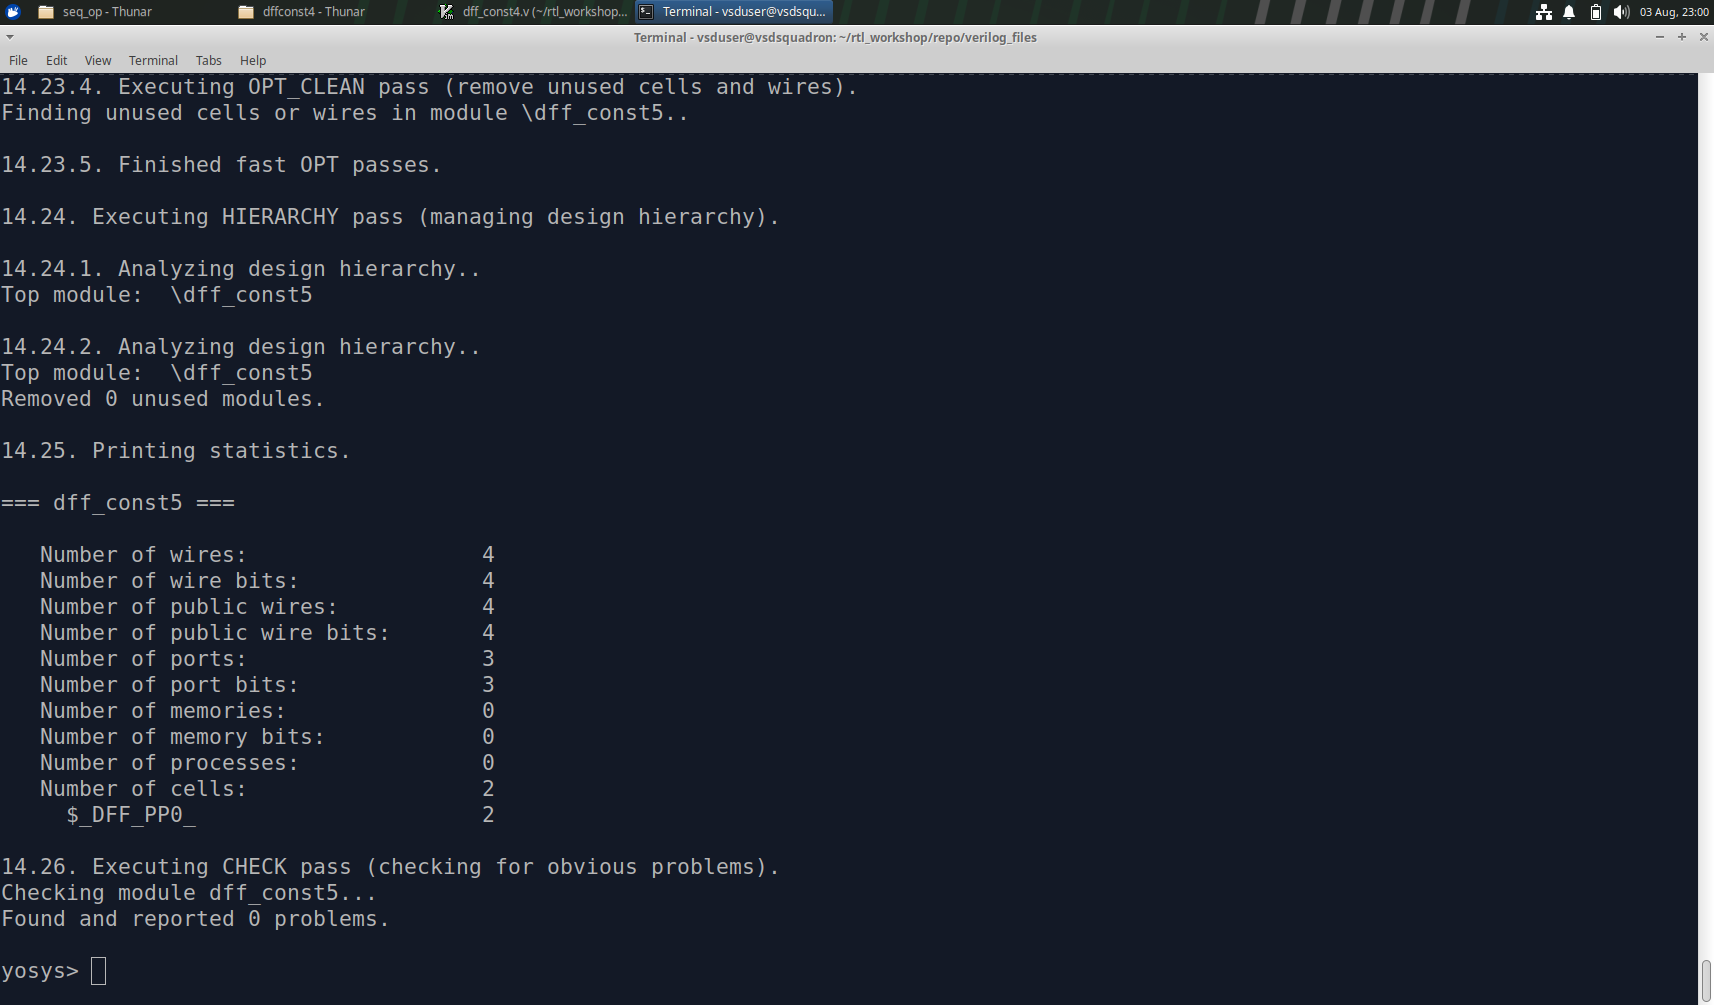 seq_op - Thunar
dffconst4 - Thunar
dff_const4.v (~/rtl_workshop...
Terminal - vsduser@vsdsqu...
03 Aug, 23:00
Terminal - vsduser@vsdsquadron: ~/rtl_workshop/repo/verilog_files
File Edit View Terminal Tabs Help
14.23.4. Executing OPT_CLEAN pass (remove unused cells and wires).
Finding unused cells or wires in module \dff_const5..
14.23.5. Finished fast OPT passes.
14.24. Executing HIERARCHY pass (managing design hierarchy).
14.24.1. Analyzing design hierarchy..
Top module:  \dff_const5
14.24.2. Analyzing design hierarchy..
Top module:  \dff_const5
Removed 0 unused modules.
14.25. Printing statistics.
=== dff_const5 ===
Number of wires: 4
Number of wire bits: 4
Number of public wires: 4
Number of public wire bits: 4
Number of ports: 3
Number of port bits: 3
Number of memories: 0
Number of memory bits: 0
Number of processes: 0
Number of cells: 2
$_DFF_PP0_ 2
14.26. Executing CHECK pass (checking for obvious problems).
Checking module dff_const5...
Found and reported 0 problems.
yosys>